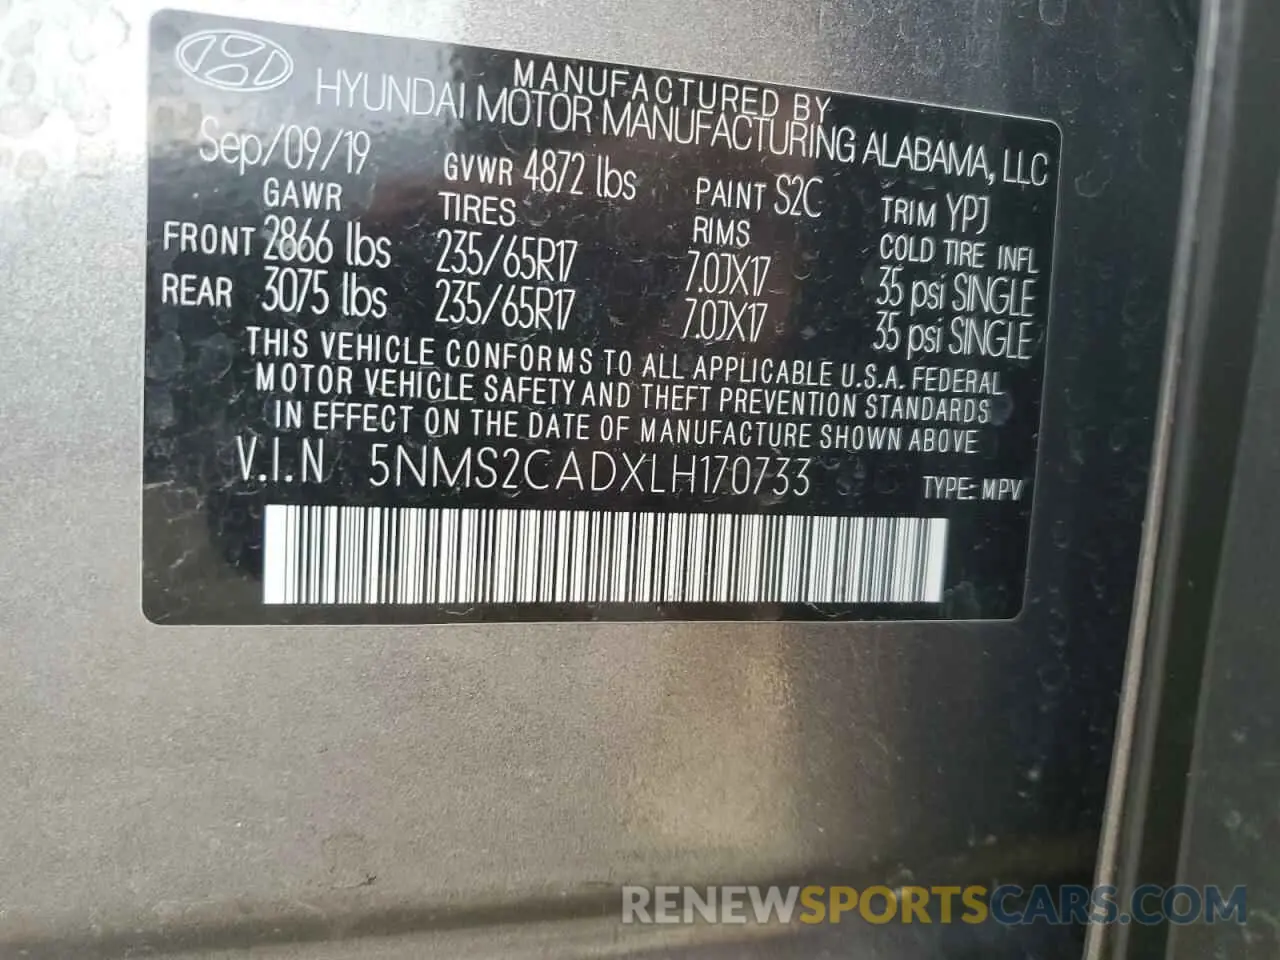 MANUFACTURED BY
HYUNDAI MOTOR MANUFACTURING ALABAMA, LLC
Sep/09/19 GVWR 4872 lbs PAINT S2C TRIM YPJ
GAWR TIRES RIMS COLD TIRE INFL
FRONT 2866 lbs 235/65R17 7.0JX17 35 psi SINGLE
REAR 3075 lbs 235/65R17 7.0JX17 35 psi SINGLE
THIS VEHICLE CONFORMS TO ALL APPLICABLE U.S.A. FEDERAL
MOTOR VEHICLE SAFETY AND THEFT PREVENTION STANDARDS
IN EFFECT ON THE DATE OF MANUFACTURE SHOWN ABOVE
V.I.N 5NMS2CADXLH170733 TYPE: MPV
RENEWSPORTSCARS.COM